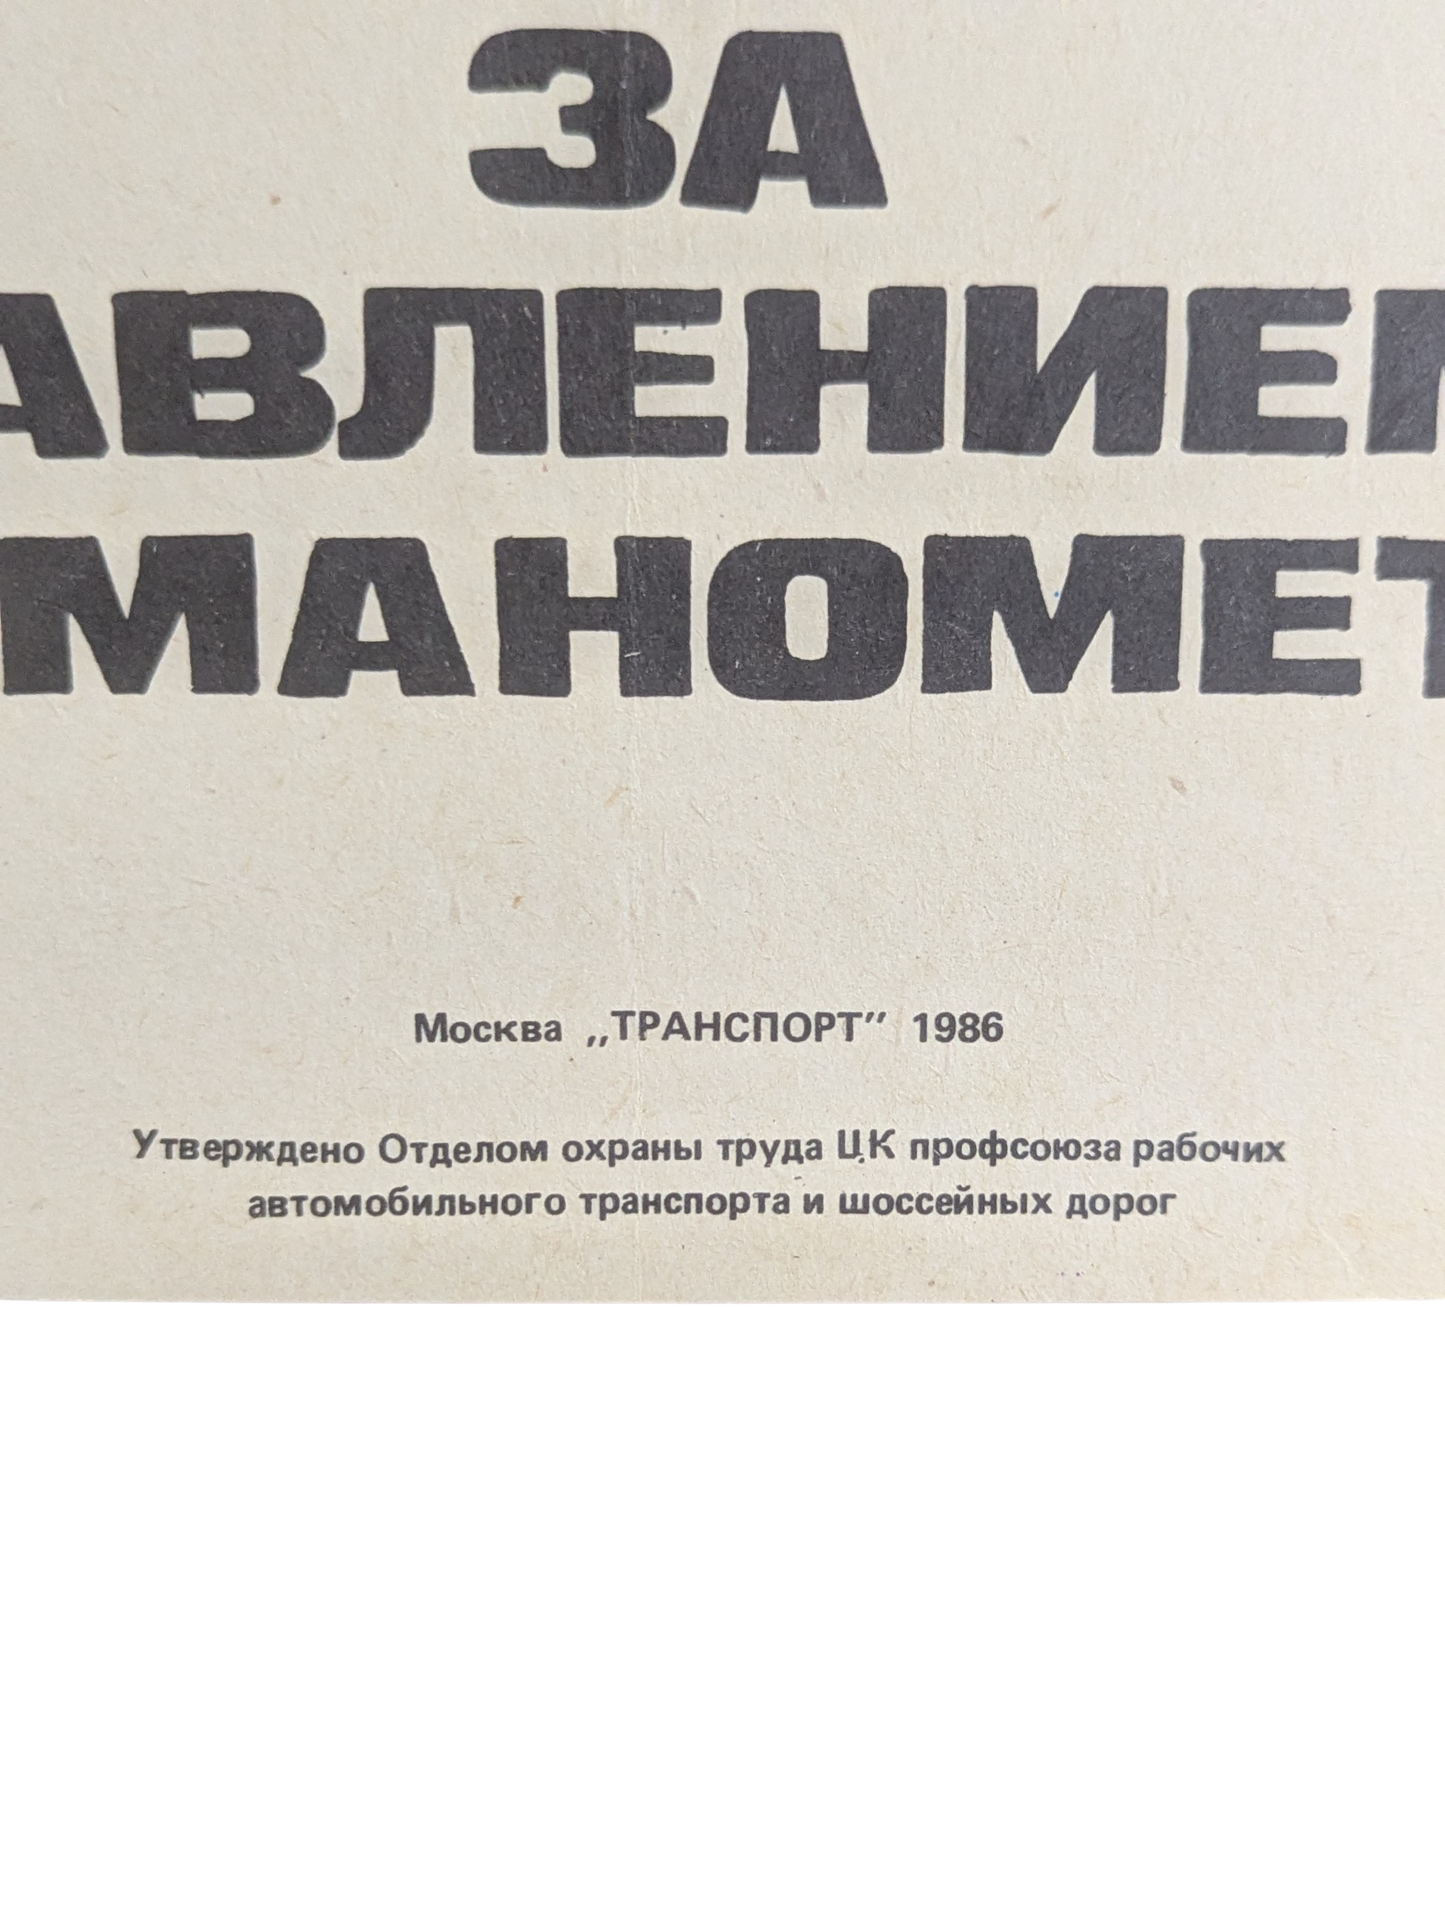 ЗА
АВЛЕНИЕМ
МАНОМЕТ
Москва „ТРАНСПОРТ" 1986
Утверждено Отделом охраны труда ЦК профсоюза рабочих
автомобильного транспорта и шоссейных дорог